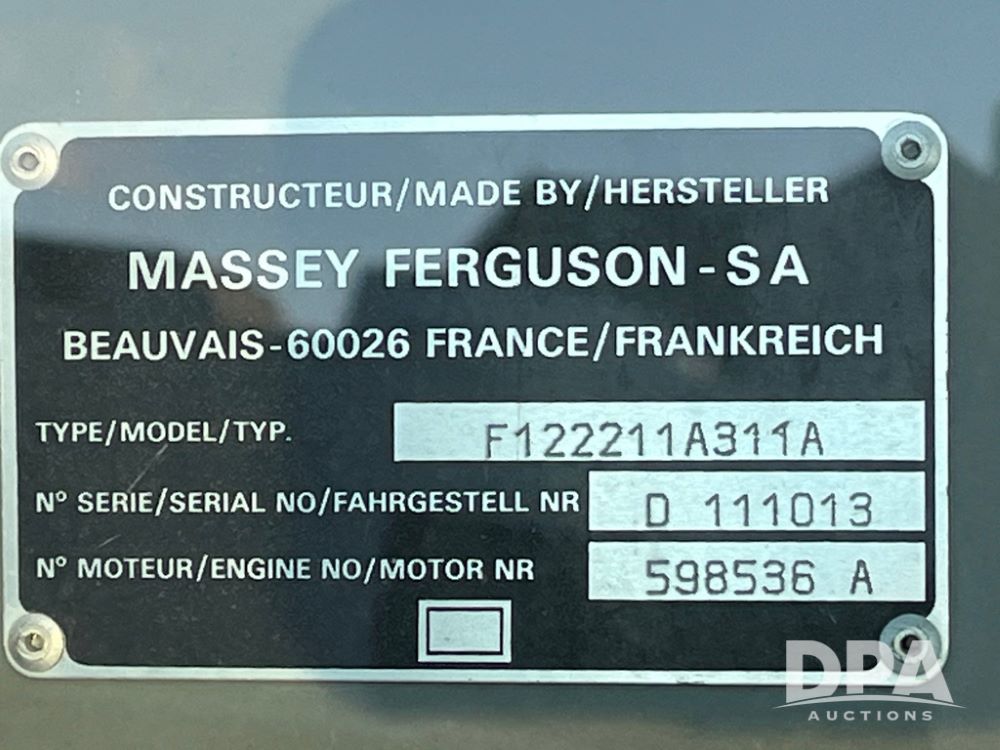 CONSTRUCTEUR/MADE BY/HERSTELLER
MASSEY FERGUSON-SA
BEAUVAIS-60026 FRANCE/FRANKREICH
TYPE/MODEL/TYP. F122211A311A
N° SERIE/SERIAL NO/FAHRGESTELL NR D 111013
N° MOTEUR/ENGINE NO/MOTOR NR 598536 A
DPA
AUCTIONS